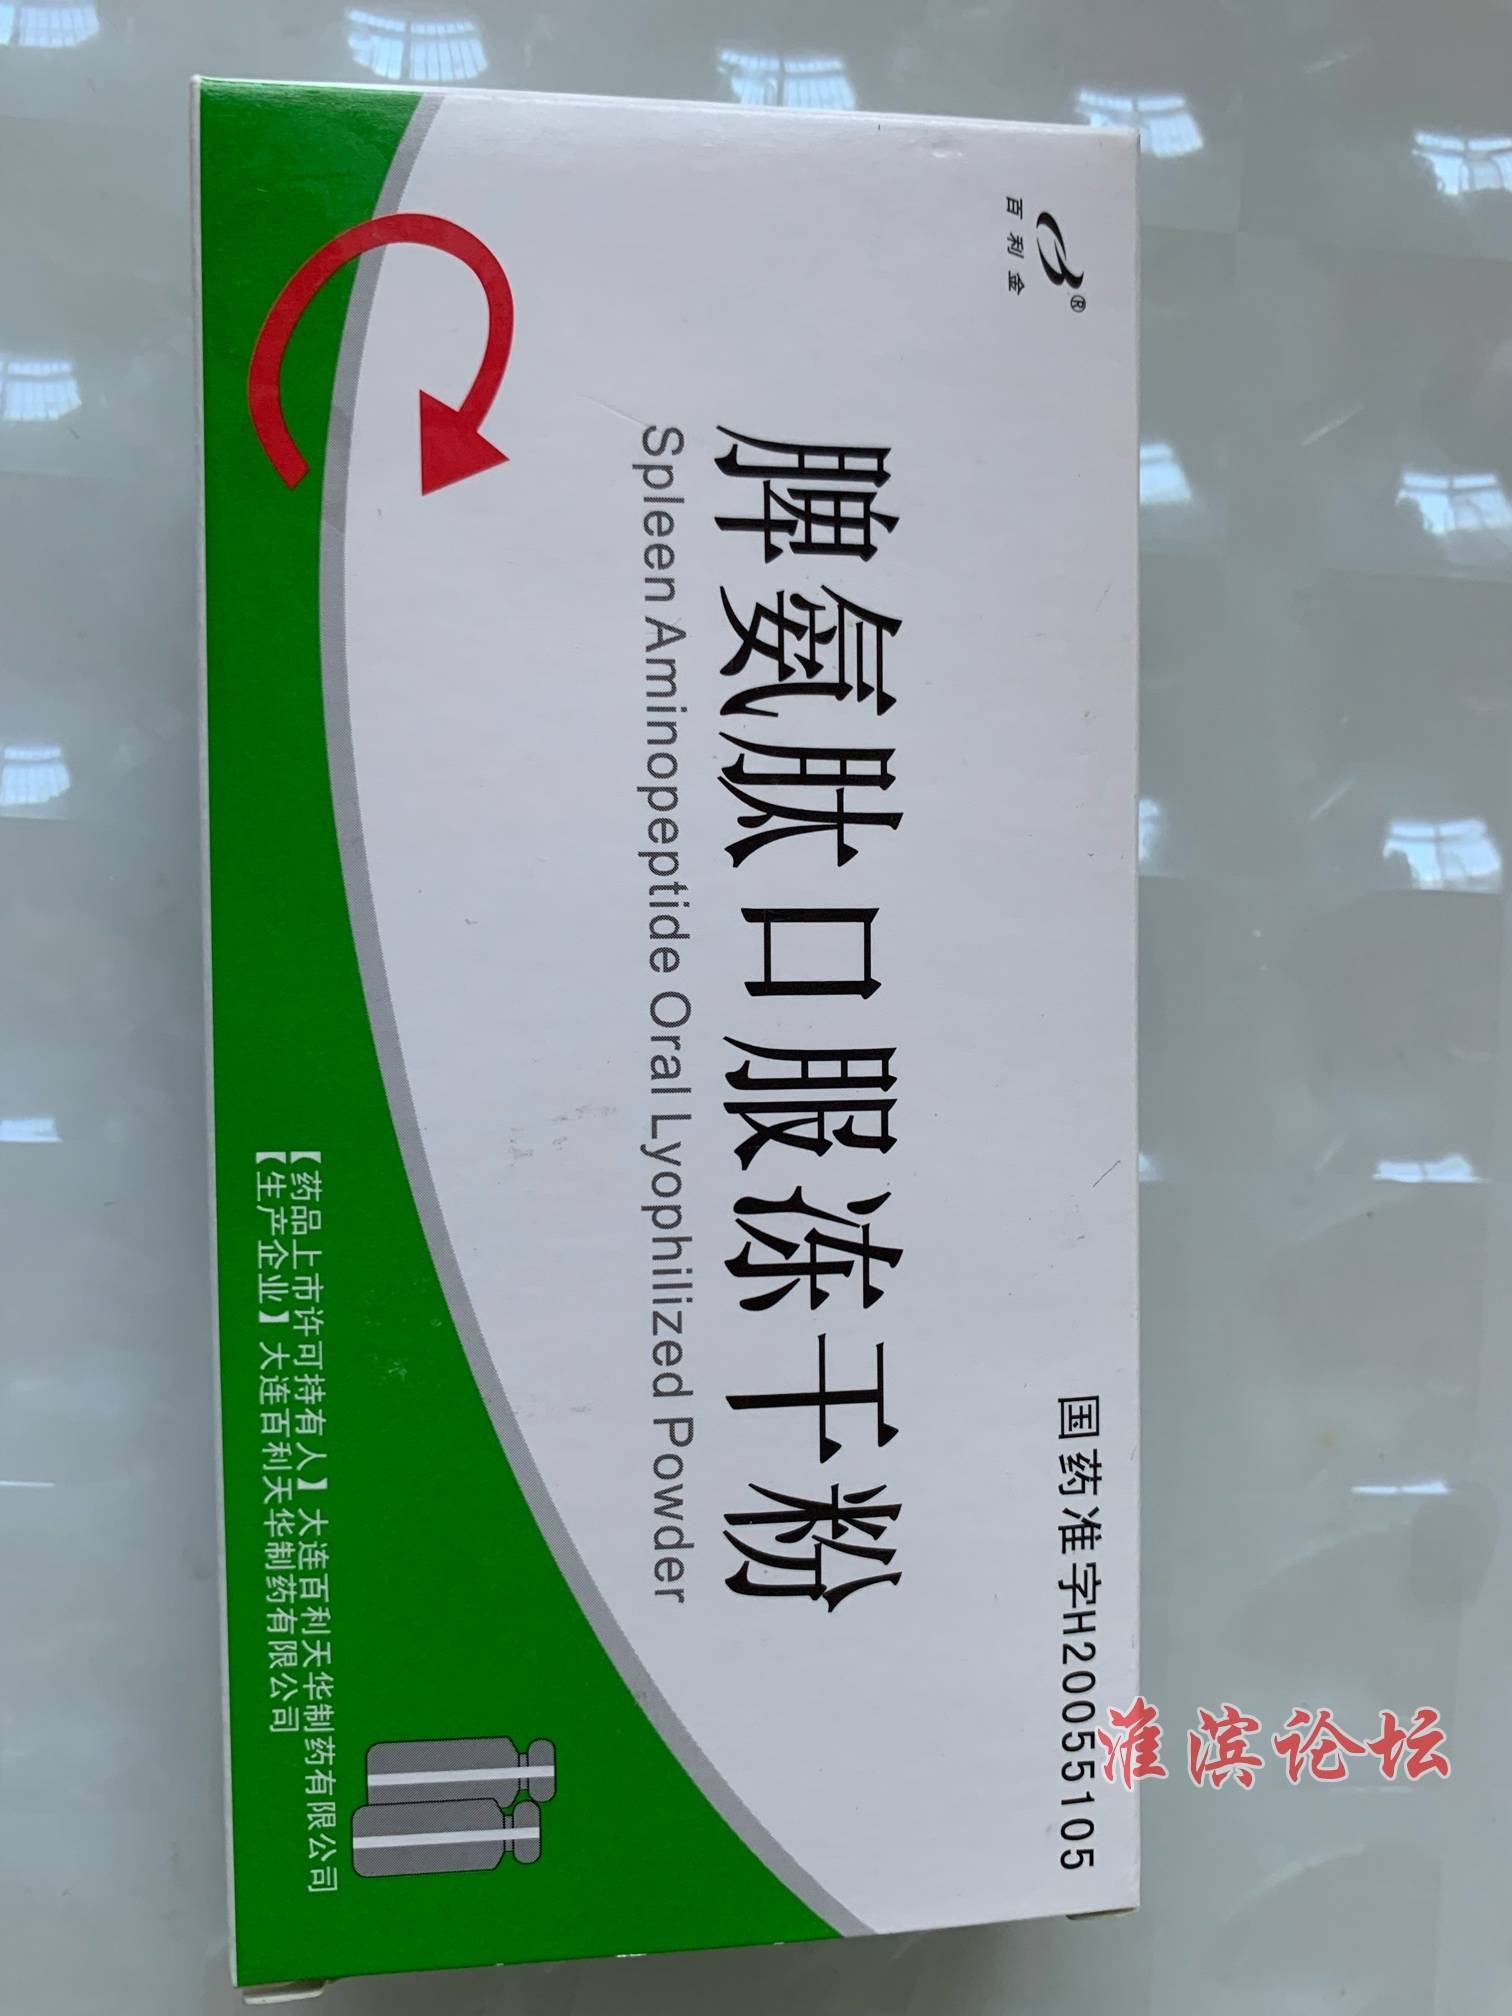 百利金
®
国药准字H20055105
脾氨肽口服冻干粉
Spleen Aminopeptide Oral Lyophilized Powder
【药品上市许可持有人】大连百利天华制药有限公司
【生产企业】大连百利天华制药有限公司
淮滨论坛